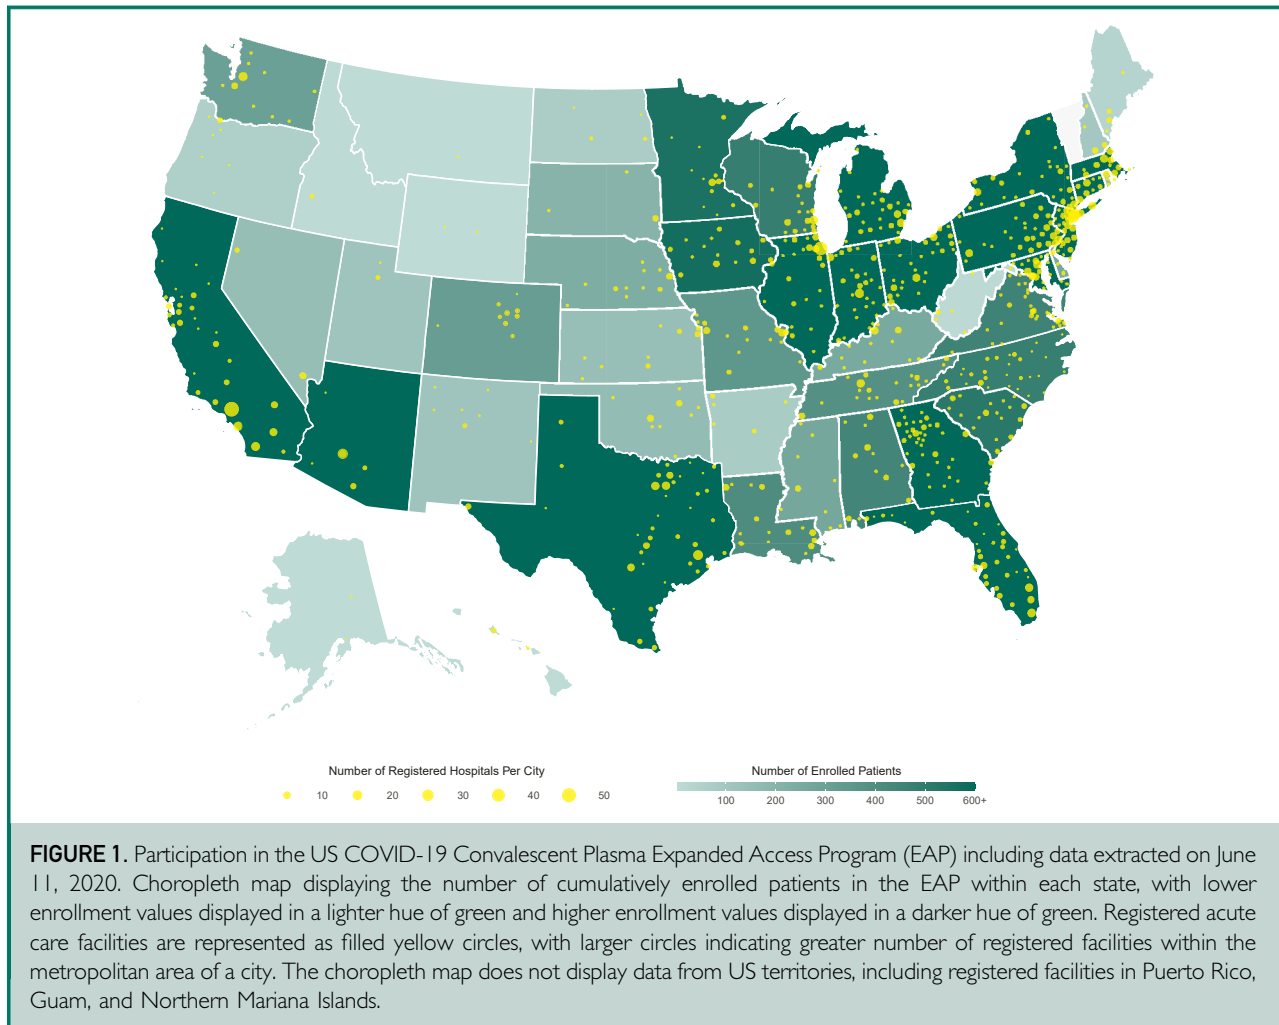 Number of Registered Hospitals Per City
10 20 30 40 50
Number of Enrolled Patients
100 200 300 400 500 600+
FIGURE 1. Participation in the US COVID-19 Convalescent Plasma Expanded Access Program (EAP) including data extracted on June
11, 2020. Choropleth map displaying the number of cumulatively enrolled patients in the EAP within each state, with lower
enrollment values displayed in a lighter hue of green and higher enrollment values displayed in a darker hue of green. Registered acute
care facilities are represented as filled yellow circles, with larger circles indicating greater number of registered facilities within the
metropolitan area of a city. The choropleth map does not display data from US territories, including registered facilities in Puerto Rico,
Guam, and Northern Mariana Islands.